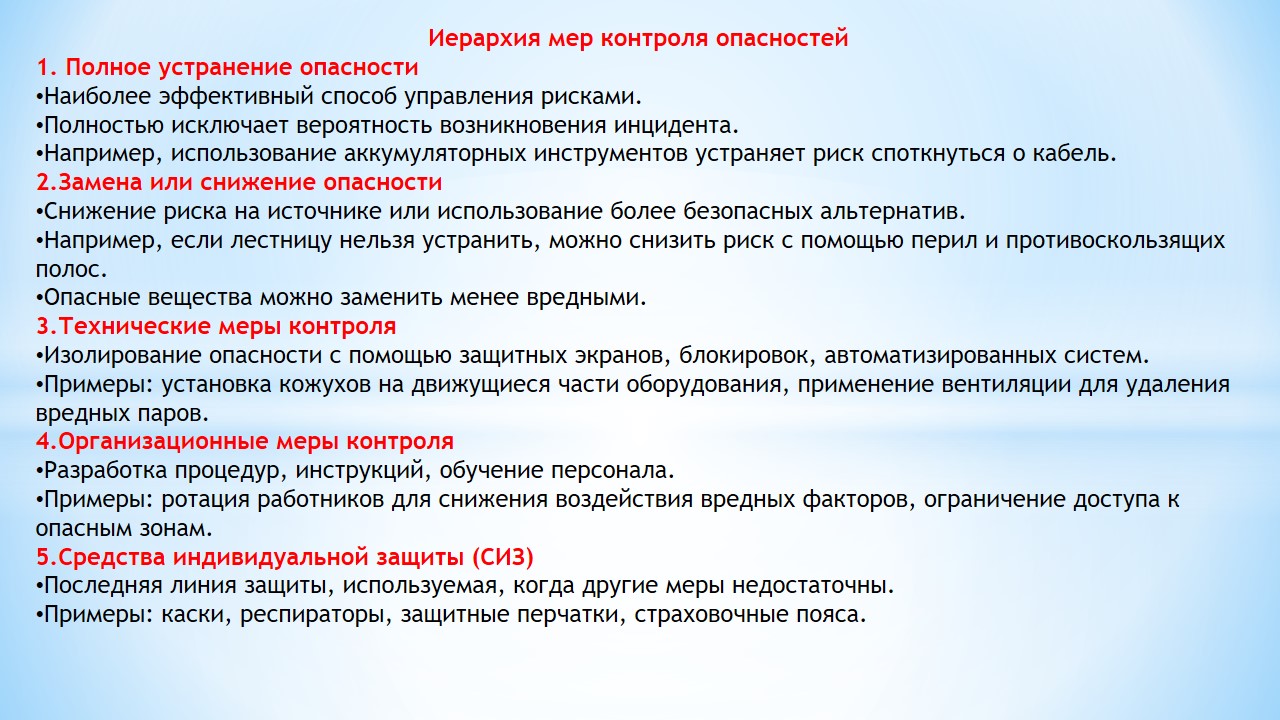 Иерархия мер контроля опасностей
1. Полное устранение опасности
•Наиболее эффективный способ управления рисками.
•Полностью исключает вероятность возникновения инцидента.
•Например, использование аккумуляторных инструментов устраняет риск споткнуться о кабель.
2.Замена или снижение опасности
•Снижение риска на источнике или использование более безопасных альтернатив.
•Например, если лестницу нельзя устранить, можно снизить риск с помощью перил и противоскользящих
полос.
•Опасные вещества можно заменить менее вредными.
3.Технические меры контроля
•Изолирование опасности с помощью защитных экранов, блокировок, автоматизированных систем.
•Примеры: установка кожухов на движущиеся части оборудования, применение вентиляции для удаления
вредных паров.
4.Организационные меры контроля
•Разработка процедур, инструкций, обучение персонала.
•Примеры: ротация работников для снижения воздействия вредных факторов, ограничение доступа к
опасным зонам.
5.Средства индивидуальной защиты (СИЗ)
•Последняя линия защиты, используемая, когда другие меры недостаточны.
•Примеры: каски, респираторы, защитные перчатки, страховочные пояса.